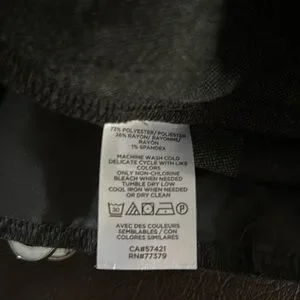 73% POLYESTER/ POLIESTER
26% RAYON/ RAYONNE/
RAYON
1% SPANDEX
MACHINE WASH COLD
DELICATE CYCLE WITH LIKE
COLORS
ONLY NON-CHLORINE
BLEACH WHEN NEEDED
TUMBLE DRY LOW
COOL IRON WHEN NEEDED
OR DRY CLEAN
30
P
AVEC DES COULEURS
SEMBLABLES / CON
COLORES SIMILARES
CA#57421
RN#77379